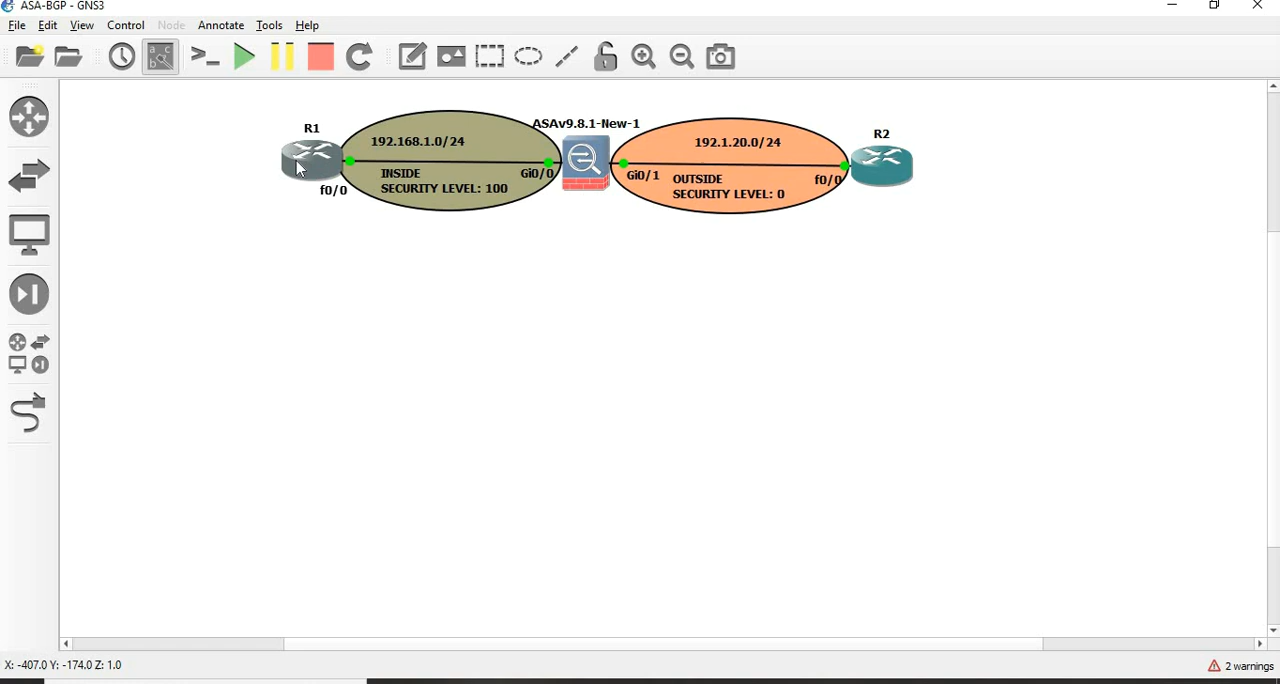 ASA-BGP - GNS3
File Edit View Control Node Annotate Tools Help
R1
192.168.1.0/24
INSIDE
SECURITY LEVEL: 100
f0/0
Gi0/0
ASAv9.8.1-New-1
192.1.20.0/24
Gi0/1
OUTSIDE
SECURITY LEVEL: 0
f0/0
R2
X: -407.0 Y: -174.0 Z: 1.0
2 warnings